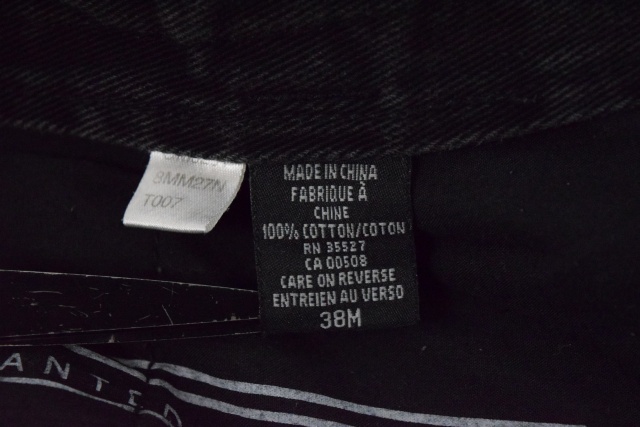 8MM27N
T007
MADE IN CHINA
FABRIQUE À
CHINE
100% COTTON/COTON
RN 35527
CA 00508
CARE ON REVERSE
ENTREIEN AU VERSO
38M
ANTED